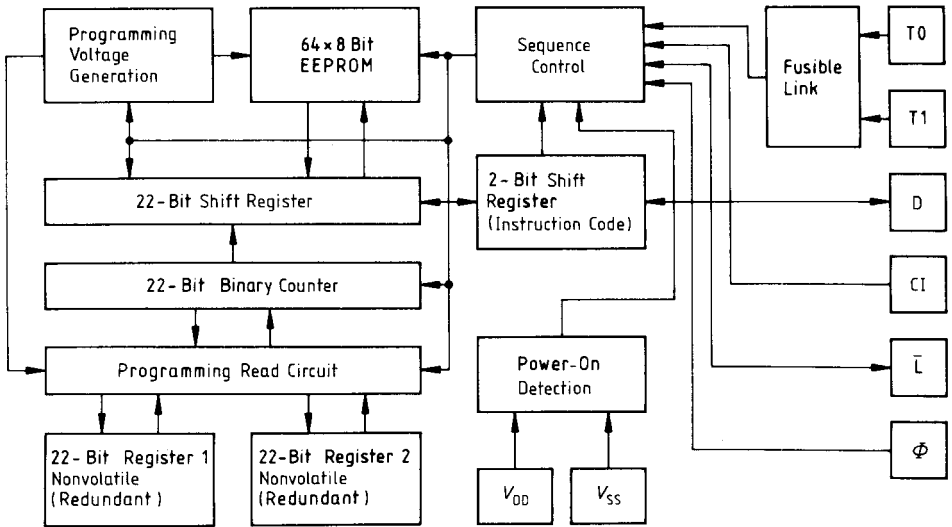 Programming
Voltage
Generation
64×8 Bit
EEPROM
Sequence
Control
Fusible
Link
T0
T1
22-Bit Shift Register
2-Bit Shift
Register
(Instruction Code)
D
22-Bit Binary Counter
CI
Programming Read Circuit
Power-On
Detection
L̅
22-Bit Register 1
Nonvolatile
(Redundant)
22-Bit Register 2
Nonvolatile
(Redundant)
VDD
VSS
Φ